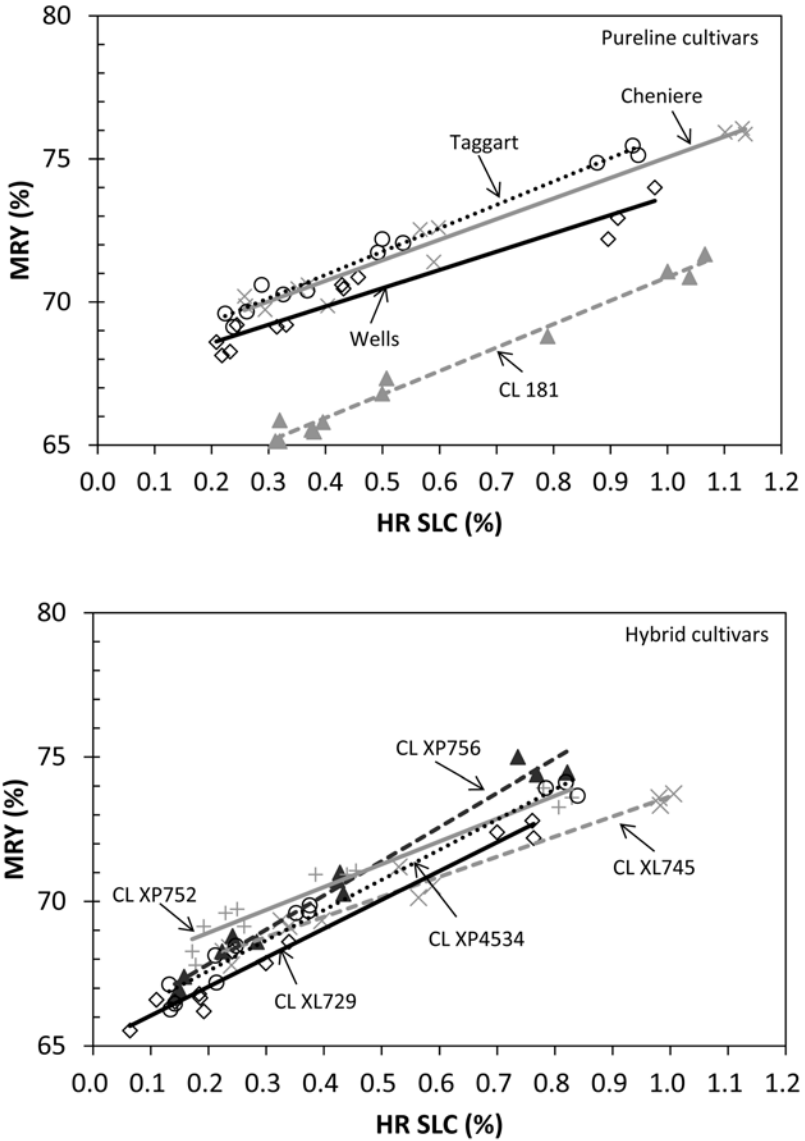 80
Pureline cultivars
Cheniere
Taggart
75
MRY (%)
70
Wells
CL 181
65
0.0 0.1 0.2 0.3 0.4 0.5 0.6 0.7 0.8 0.9 1.0 1.1 1.2
HR SLC (%)
80
Hybrid cultivars
CL XP756
75
MRY (%)
CL XL745
CL XP752
70
CL XP4534
CL XL729
65
0.0 0.1 0.2 0.3 0.4 0.5 0.6 0.7 0.8 0.9 1.0 1.1 1.2
HR SLC (%)